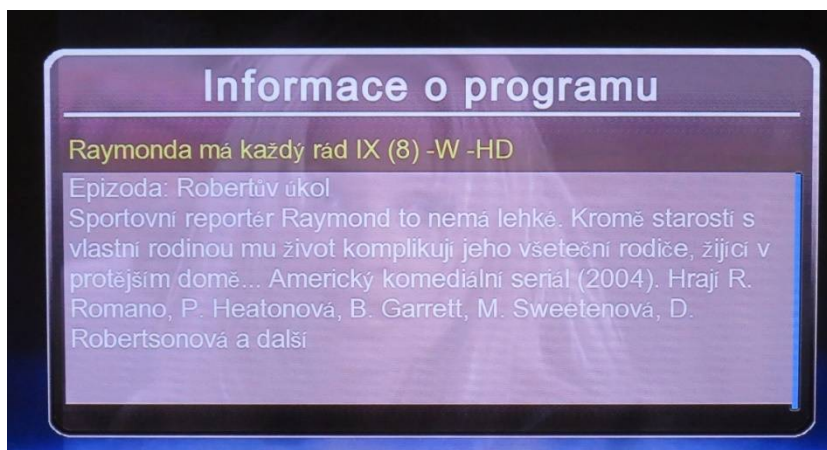 Informace o programu
Raymonda má každý rád IX (8) -W -HD
Epizoda: Robertův úkol
Sportovní reportér Raymond to nemá lehké. Kromě starostí s
vlastní rodinou mu život komplikují jeho všeteční rodiče, žijící v
protějším domě... Americký komediální seriál (2004). Hrají R.
Romano, P. Heatonová, B. Garrett, M. Sweetenová, D.
Robertsonová a další